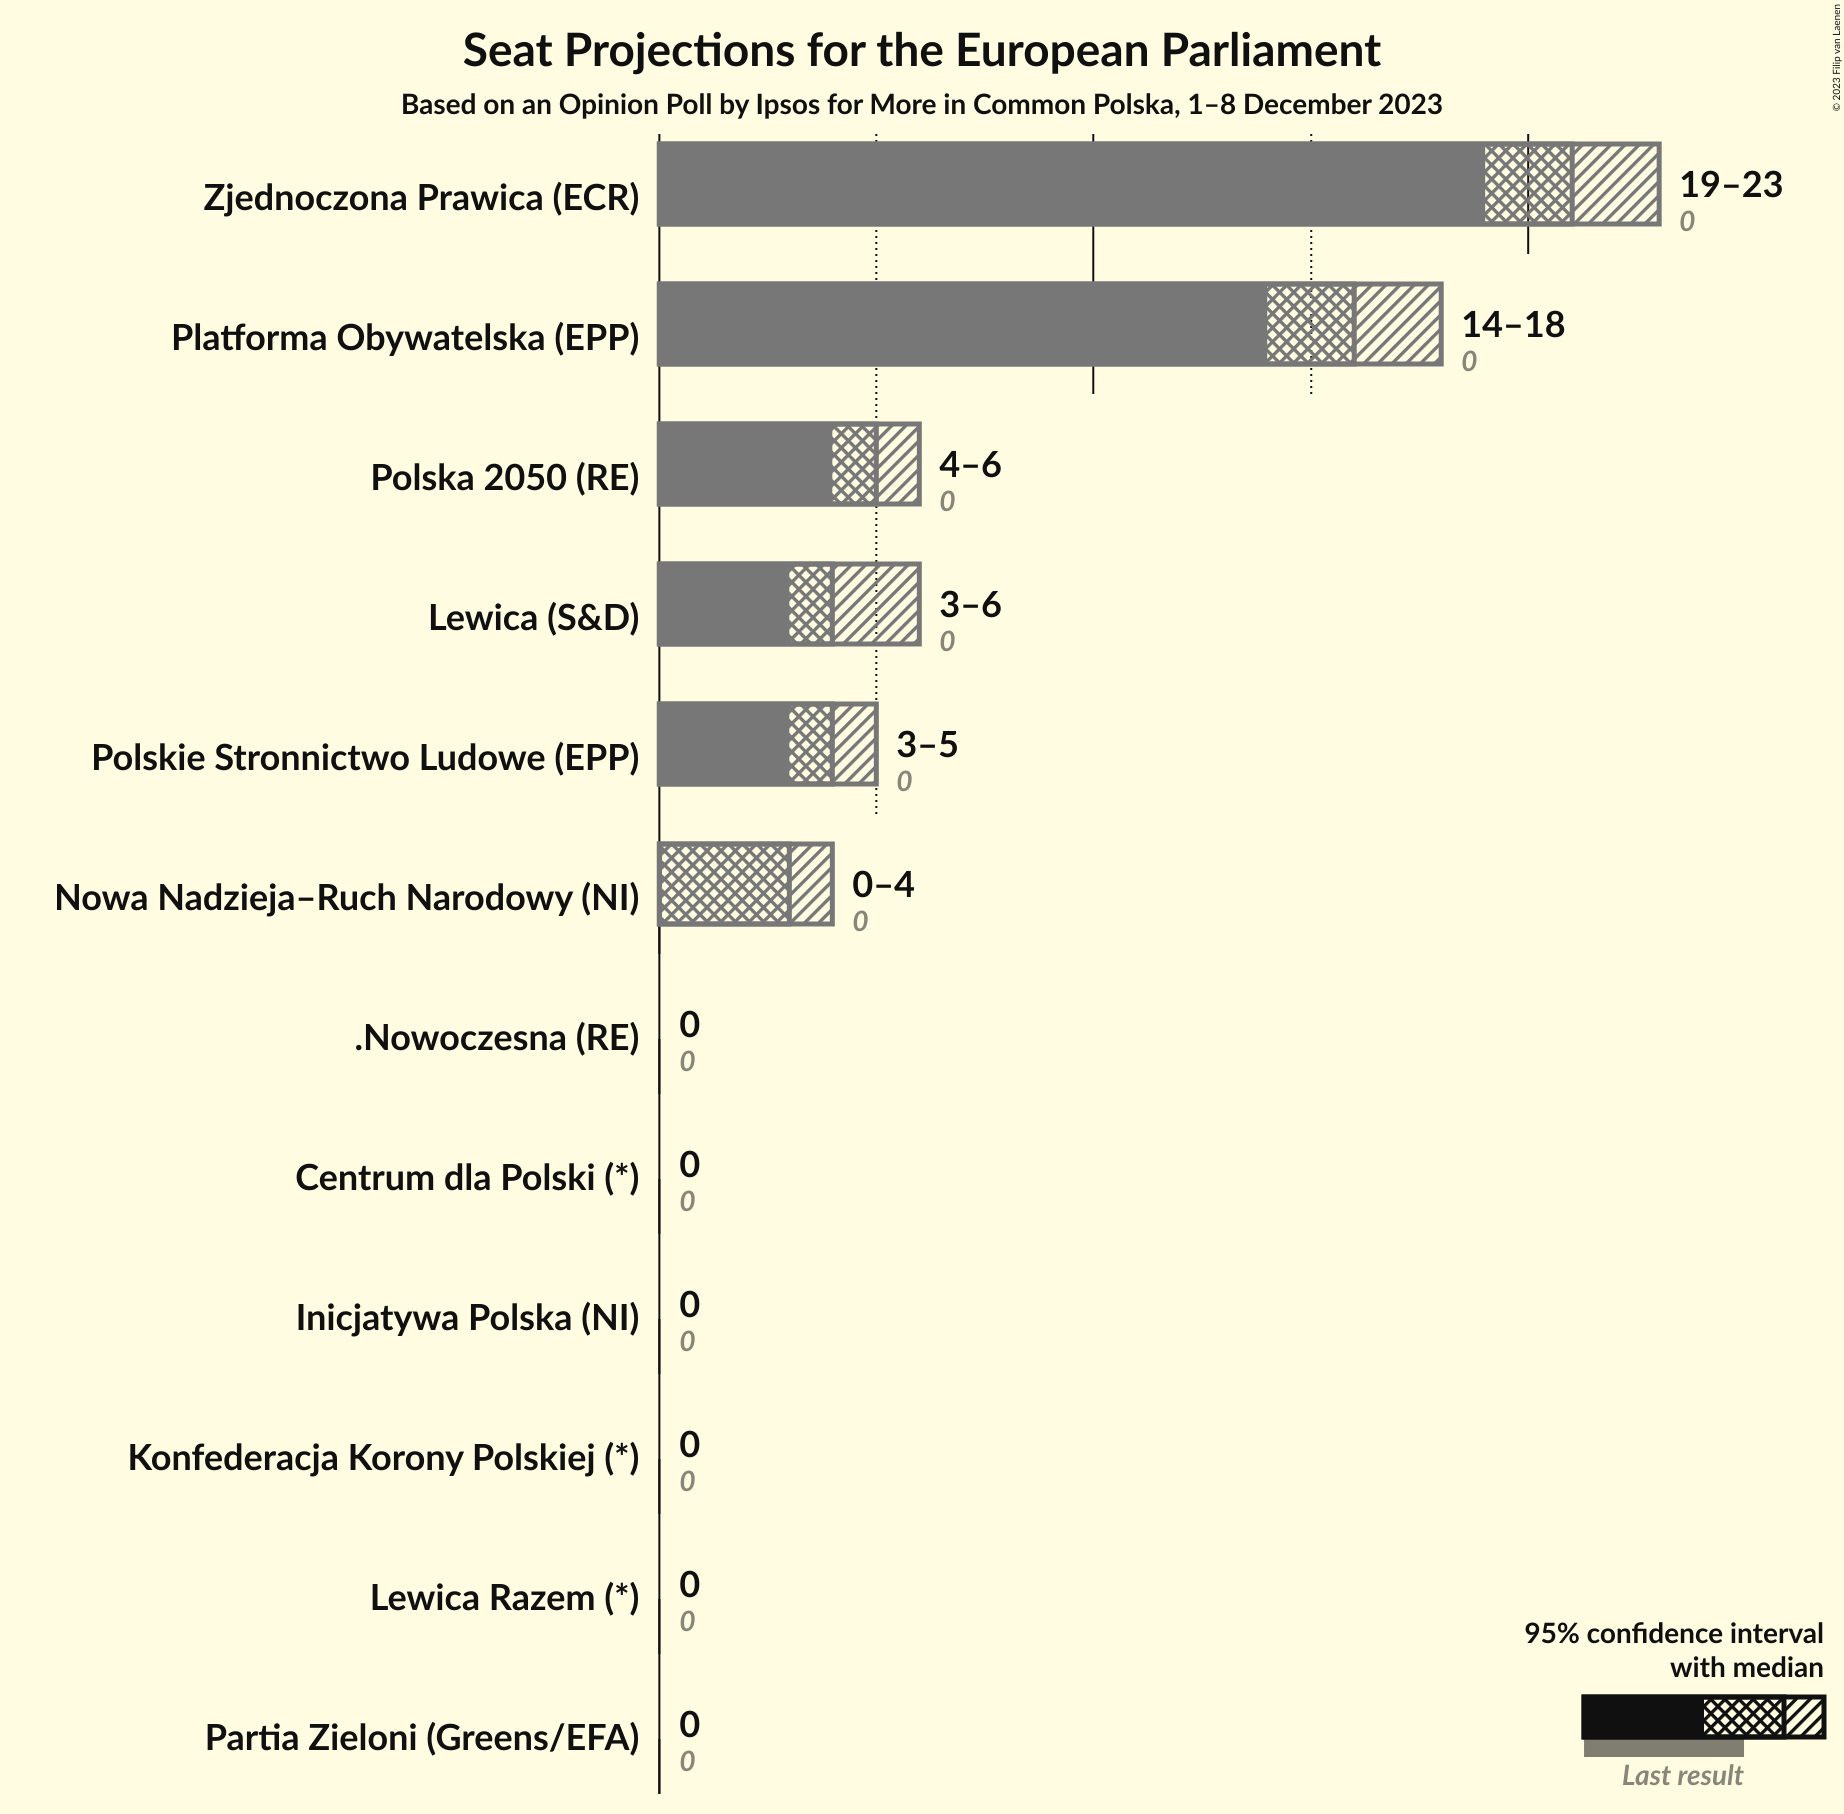 Seat Projections for the European Parliament
Based on an Opinion Poll by Ipsos for More in Common Polska, 1–8 December 2023
© 2023 Filip van Laenen
Zjednoczona Prawica (ECR)
19–23
0
Platforma Obywatelska (EPP)
14–18
0
Polska 2050 (RE)
4–6
0
Lewica (S&D)
3–6
0
Polskie Stronnictwo Ludowe (EPP)
3–5
0
Nowa Nadzieja–Ruch Narodowy (NI)
0–4
0
.Nowoczesna (RE)
0
0
Centrum dla Polski (*)
0
0
Inicjatywa Polska (NI)
0
0
Konfederacja Korony Polskiej (*)
0
0
Lewica Razem (*)
0
0
Partia Zieloni (Greens/EFA)
0
0
95% confidence interval
with median
Last result